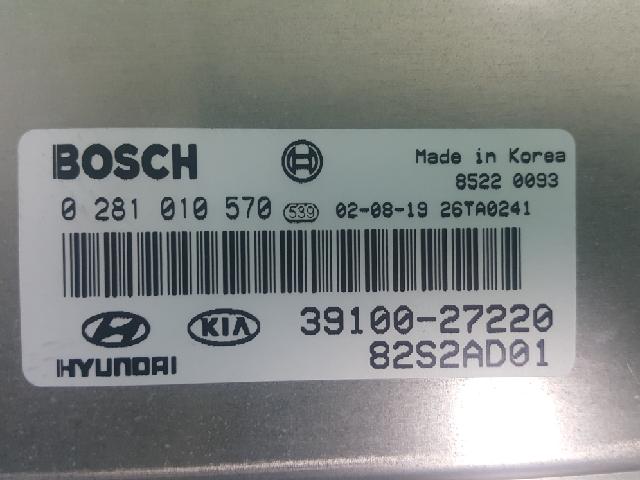 BOSCH
Made in Korea
8522 0093
0 281 010 570 539 02-08-19 26TA0241
39100-27220
KIA
HYUNDAI
82S2AD01